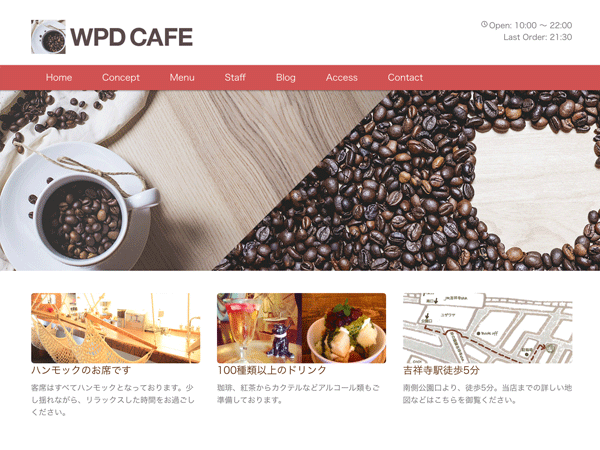 WPD CAFE
Open: 10:00 〜 22:00
Last Order: 21:30
Home Concept Menu Staff Blog Access Contact
ハンモックのお席です
客席はすべてハンモックとなっております。少
し揺れながら、リラックスした時間をお過ごし
ください。
100種類以上のドリンク
珈琲、紅茶からカクテルなどアルコール類もご
準備しております。
吉祥寺駅徒歩5分
南側公園口より、徒歩5分。当店までの詳しい地
図などはこちらを御覧ください。